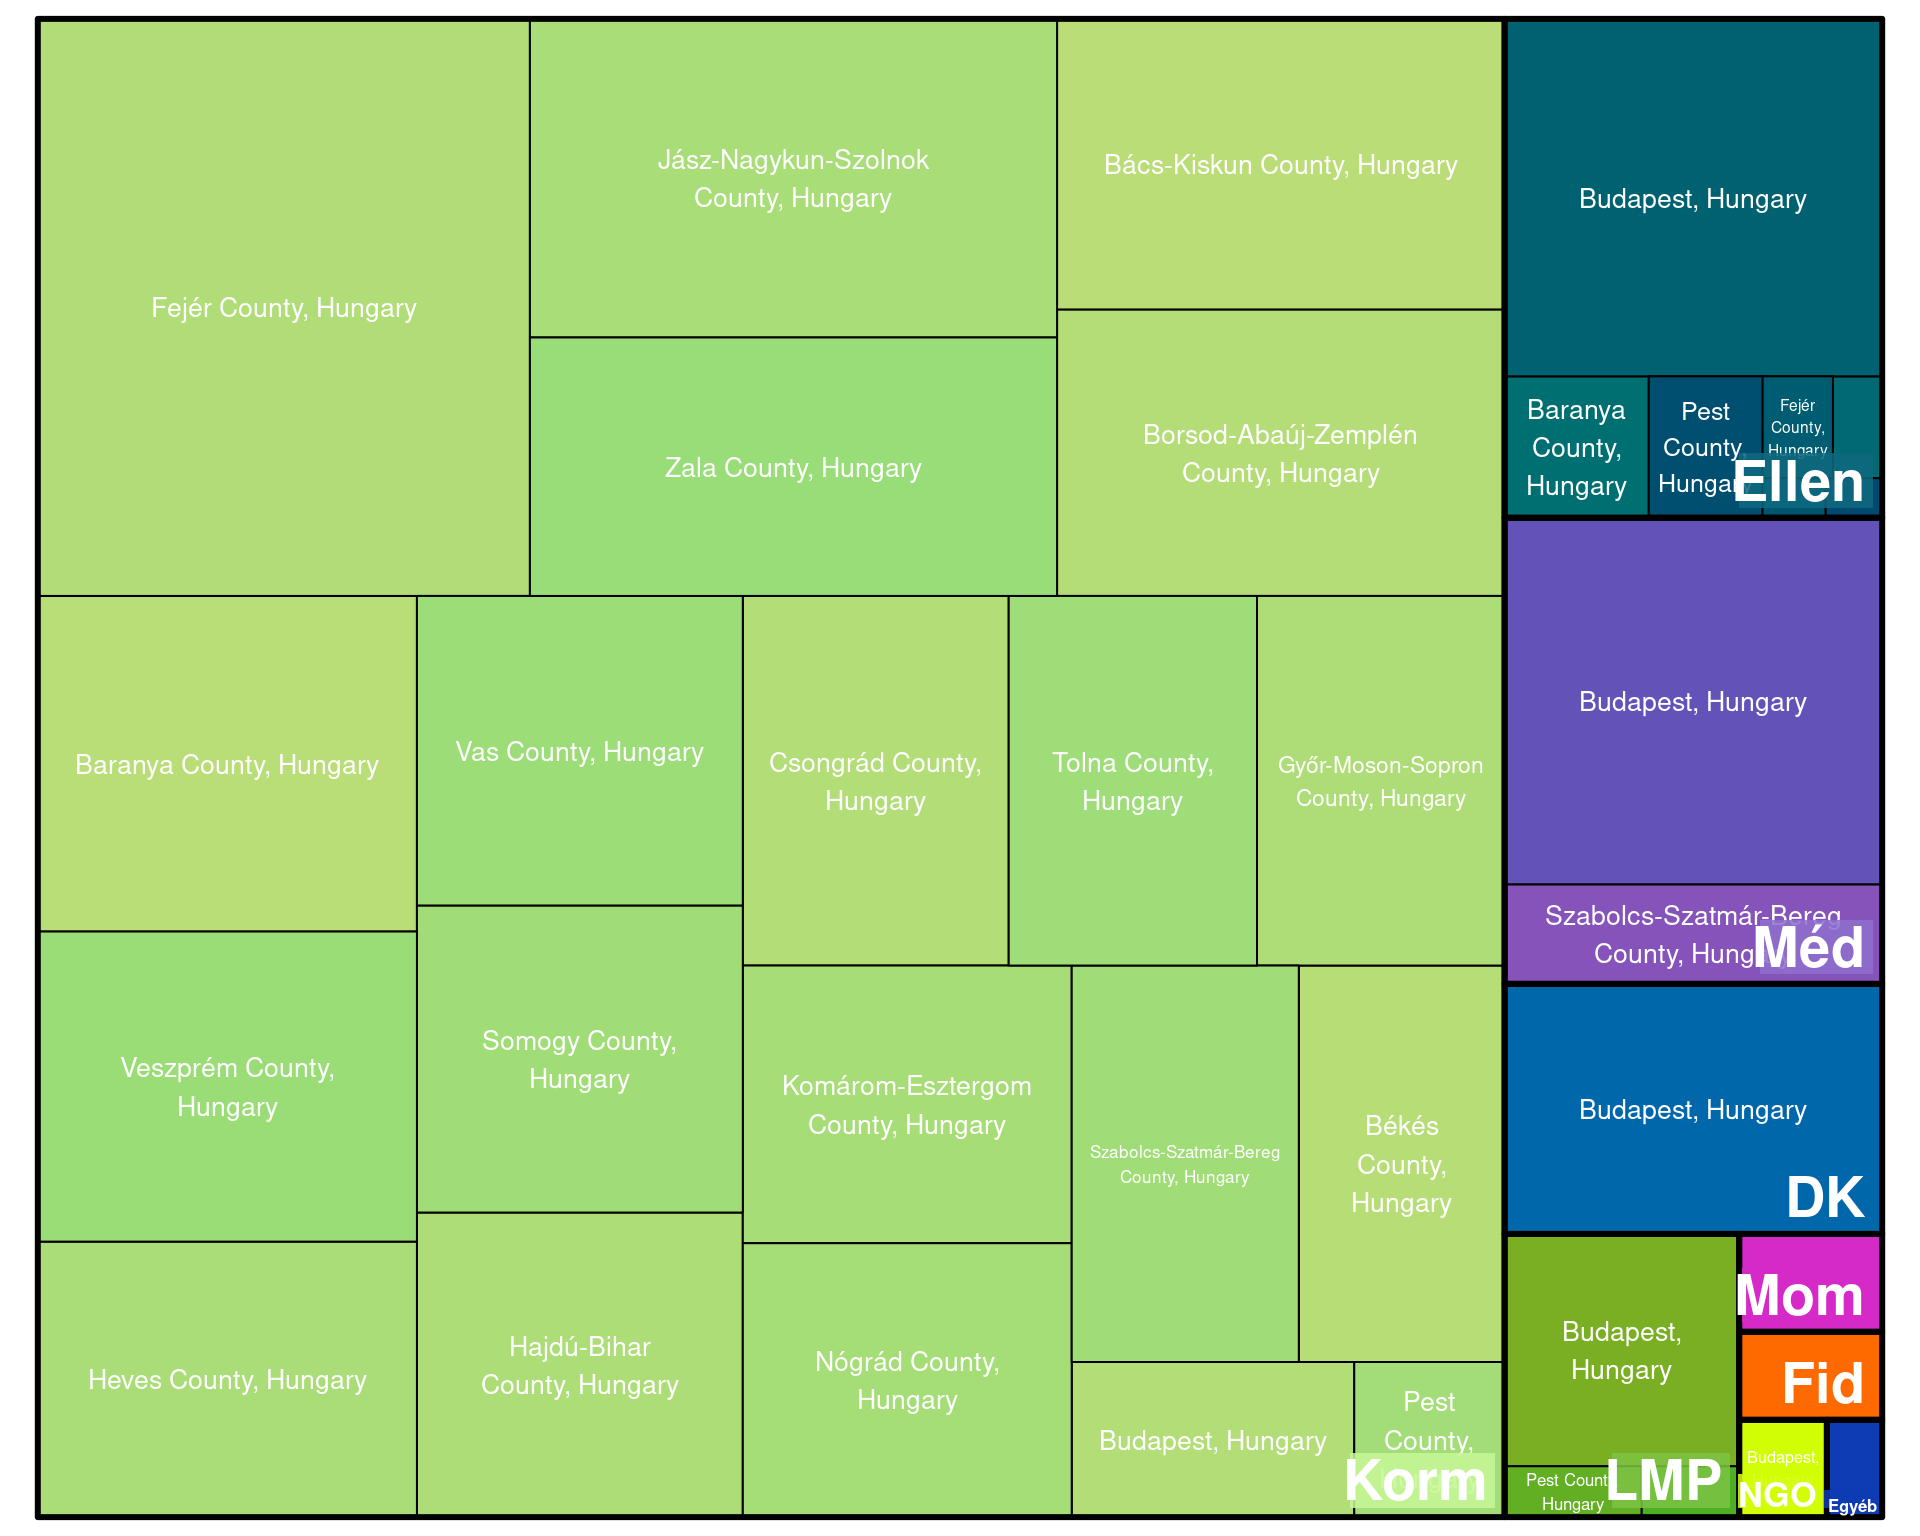 Fejér County, Hungary
Jász-Nagykun-Szolnok
County, Hungary
Zala County, Hungary
Bács-Kiskun County, Hungary
Borsod-Abaúj-Zemplén
County, Hungary
Baranya County, Hungary
Veszprém County,
Hungary
Heves County, Hungary
Vas County, Hungary
Somogy County,
Hungary
Hajdú-Bihar
County, Hungary
Csongrád County,
Hungary
Tolna County,
Hungary
Győr-Moson-Sopron
County, Hungary
Komárom-Esztergom
County, Hungary
Nógrád County,
Hungary
Szabolcs-Szatmár-Bereg
County, Hungary
Békés
County,
Hungary
Budapest, Hungary
Pest
County,
Korm
Budapest, Hungary
Baranya
County,
Hungary
Pest
County,
Hungary
Fejér
County,
Hungary
Ellen
Budapest, Hungary
Szabolcs-Szatmár-Bereg
County, Hung
Méd
Budapest, Hungary
DK
Budapest,
Hungary
Pest Count
Hungary
LMP
Mom
Fid
Budapest,
NGO
Egyéb